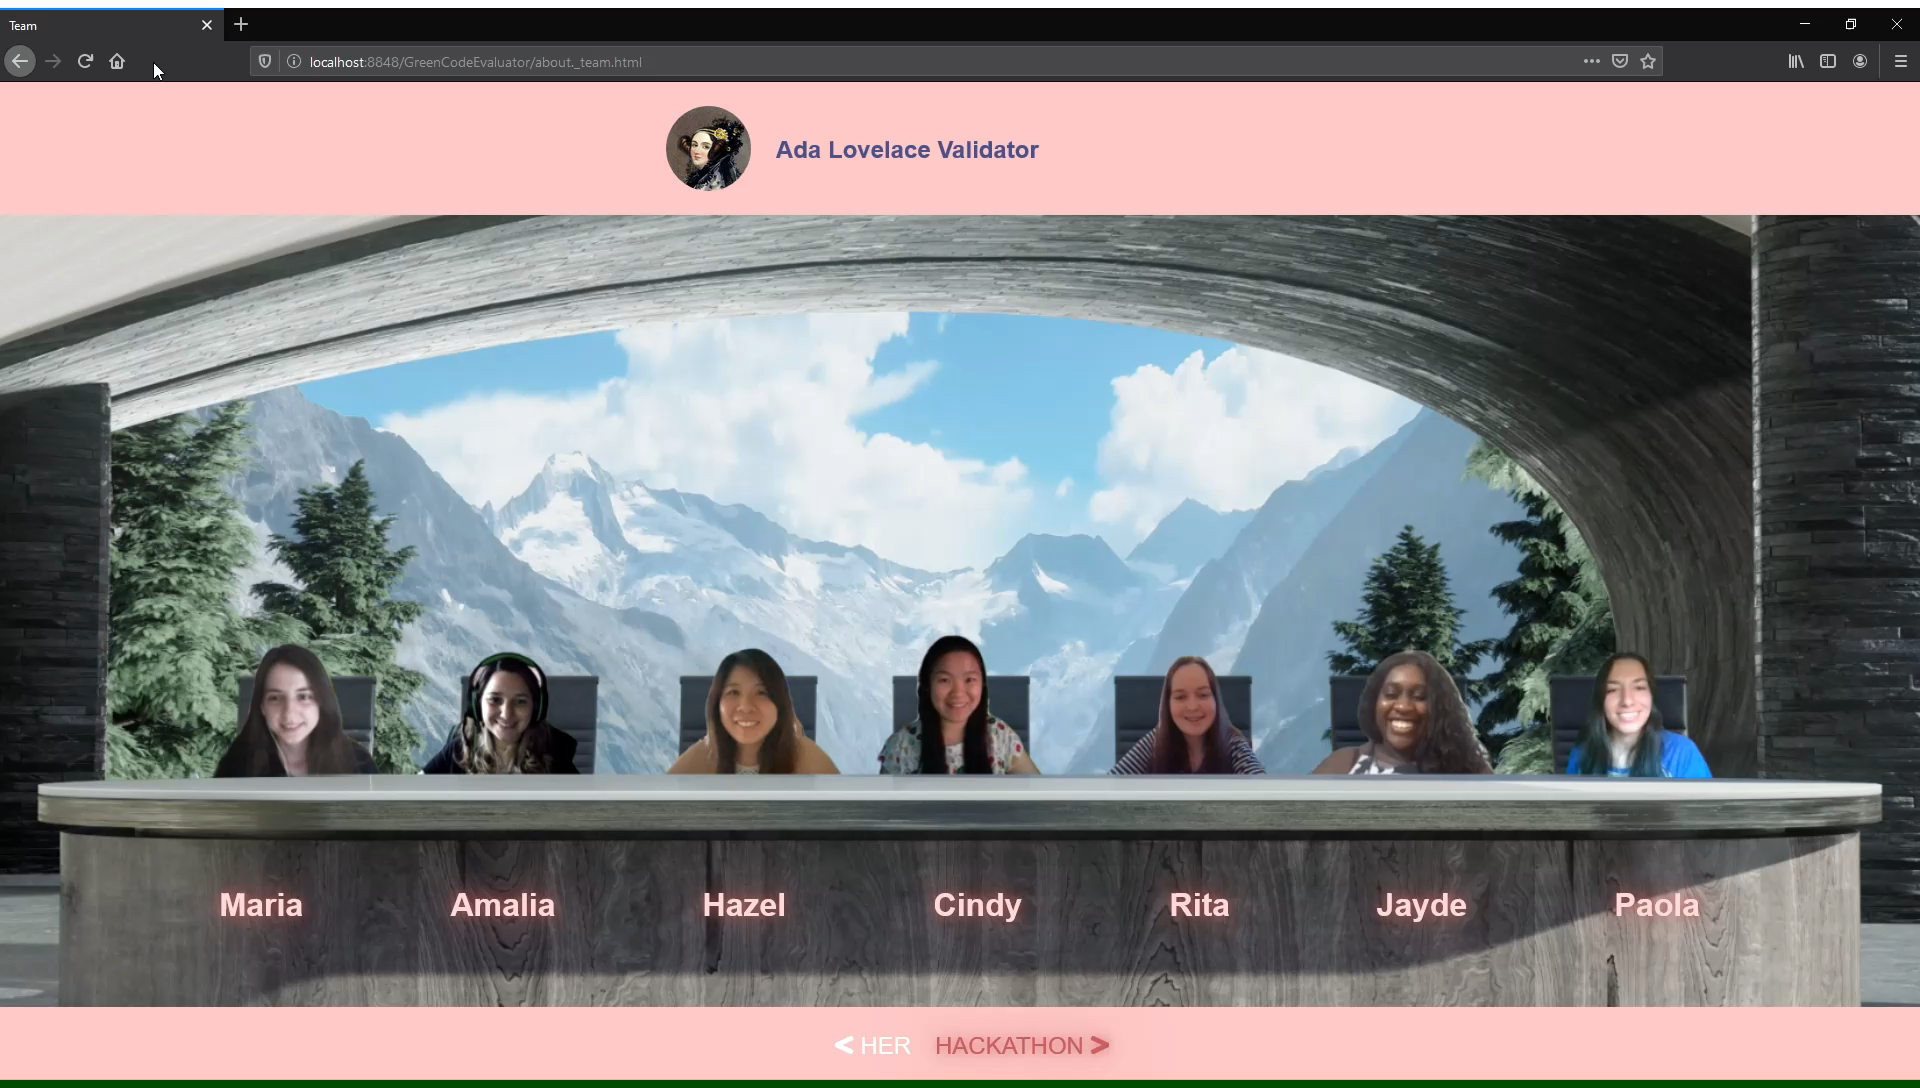 Team
localhost:8848/GreenCodeEvaluator/about._team.html
Ada Lovelace Validator
Maria Amalia Hazel Cindy Rita Jayde Paola
< HER HACKATHON >